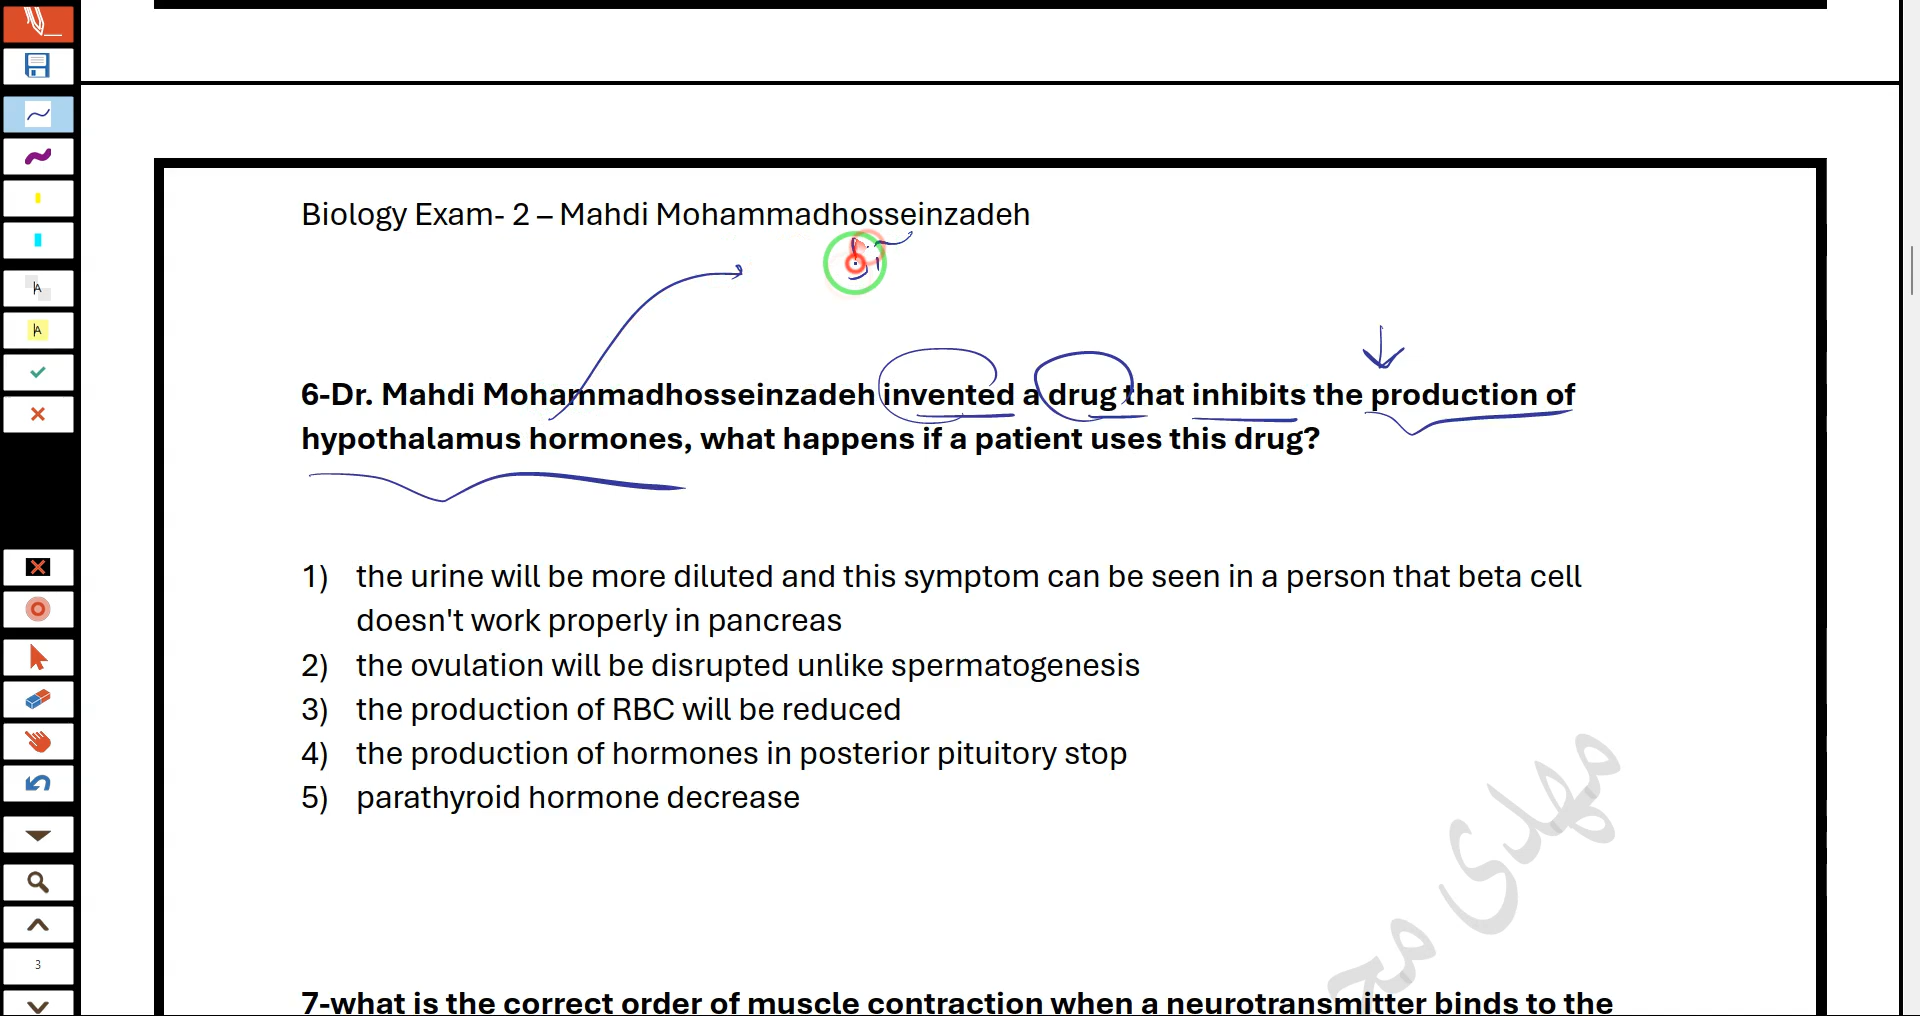 Biology Exam- 2 – Mahdi Mohammadhosseinzadeh
6-Dr. Mahdi Mohammadhosseinzadeh invented a drug that inhibits the production of
hypothalamus hormones, what happens if a patient uses this drug?
1) the urine will be more diluted and this symptom can be seen in a person that beta cell
doesn't work properly in pancreas
2) the ovulation will be disrupted unlike spermatogenesis
3) the production of RBC will be reduced
4) the production of hormones in posterior pituitory stop
5) parathyroid hormone decrease
مهدی مح
3
7-what is the correct order of muscle contraction when a neurotransmitter binds to the